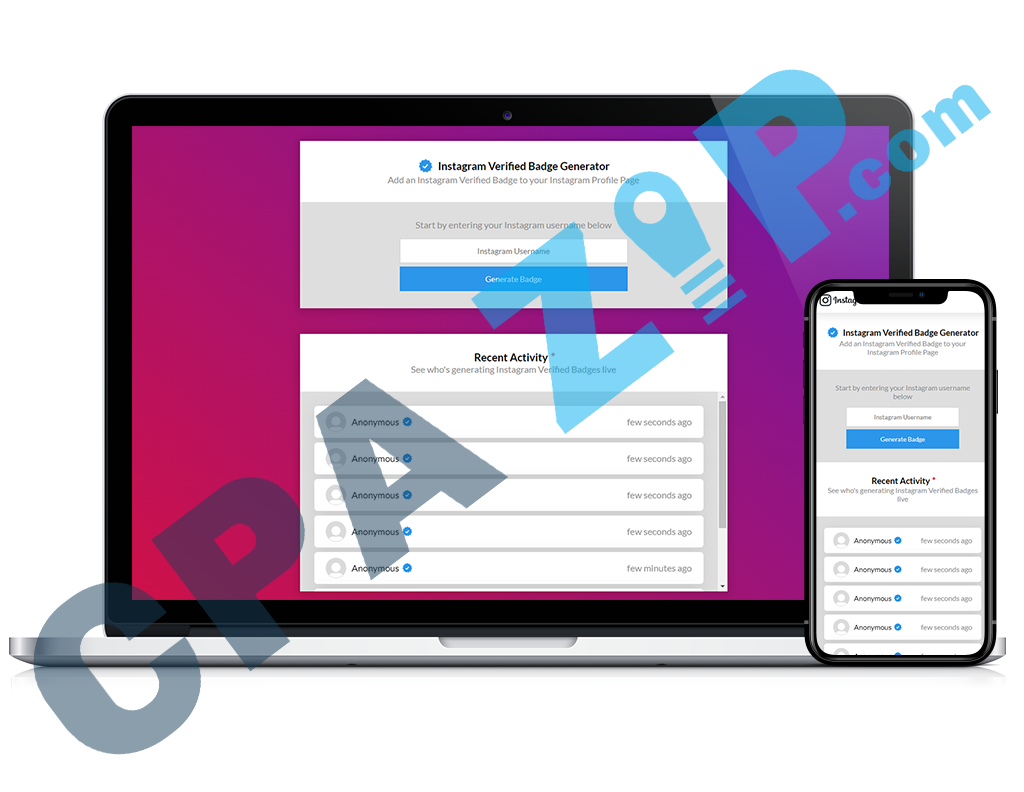 Instagram Verified Badge Generator
Add an Instagram Verified Badge to your Instagram Profile Page
Start by entering your Instagram username below
Instagram Username
Generate Badge
Recent Activity *
See who's generating Instagram Verified Badges live
Anonymous few seconds ago
Anonymous few seconds ago
Anonymous few seconds ago
Anonymous few seconds ago
Anonymous few minutes ago
Instag
Instagram Verified Badge Generator
Add an Instagram Verified Badge to your
Instagram Profile Page
Start by entering your Instagram username
below
Instagram Username
Generate Badge
Recent Activity *
See who's generating Instagram Verified Badges
live
Anonymous few seconds ago
Anonymous few seconds ago
Anonymous few seconds ago
Anonymous few seconds ago
CPA ZiP.com